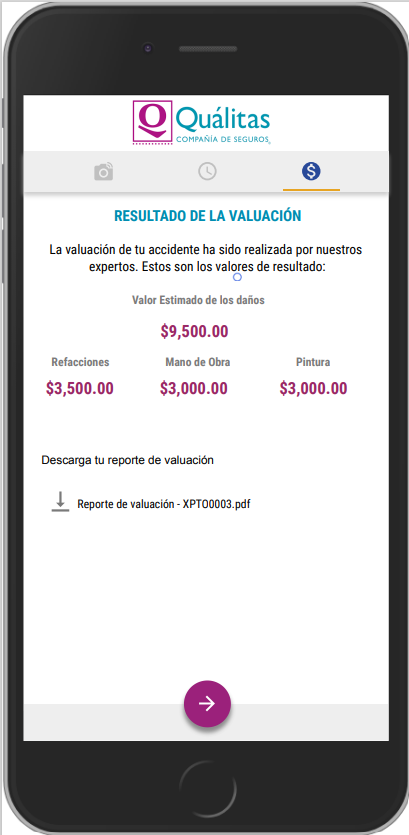 Q Quálitas
COMPAÑÍA DE SEGUROS
RESULTADO DE LA VALUACIÓN
La valuación de tu accidente ha sido realizada por nuestros
expertos. Estos son los valores de resultado:
Valor Estimado de los daños
$9,500.00
Refacciones Mano de Obra Pintura
$3,500.00 $3,000.00 $3,000.00
Descarga tu reporte de valuación
Reporte de valuación - XPTO0003.pdf